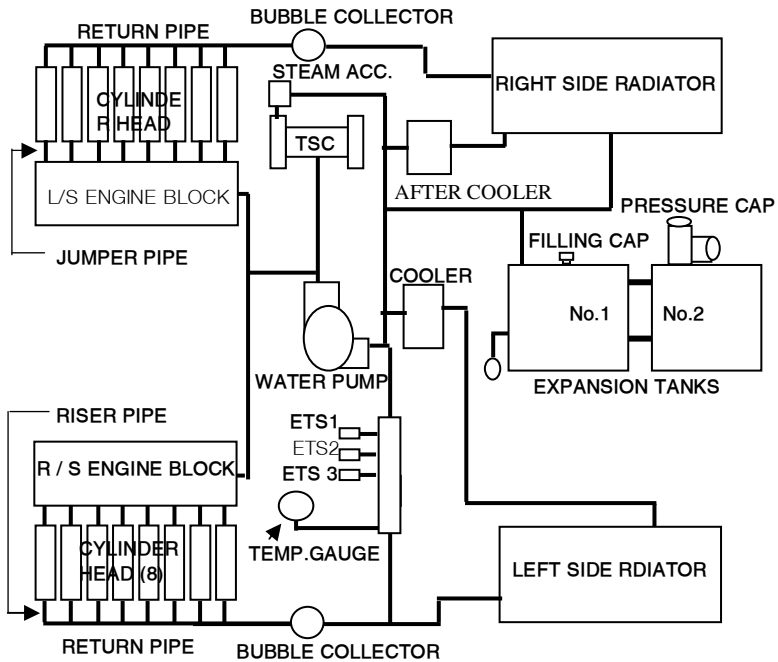 BUBBLE COLLECTOR
RETURN PIPE
STEAM ACC.
CYLINDE
R HEAD
RIGHT SIDE RADIATOR
TSC
L/S ENGINE BLOCK
AFTER COOLER
PRESSURE CAP
FILLING CAP
JUMPER PIPE
COOLER
No.1
No.2
WATER PUMP
EXPANSION TANKS
RISER PIPE
ETS1
ETS2
ETS 3
R / S ENGINE BLOCK
TEMP.GAUGE
CYLINDER
HEAD (8)
LEFT SIDE RDIATOR
RETURN PIPE
BUBBLE COLLECTOR